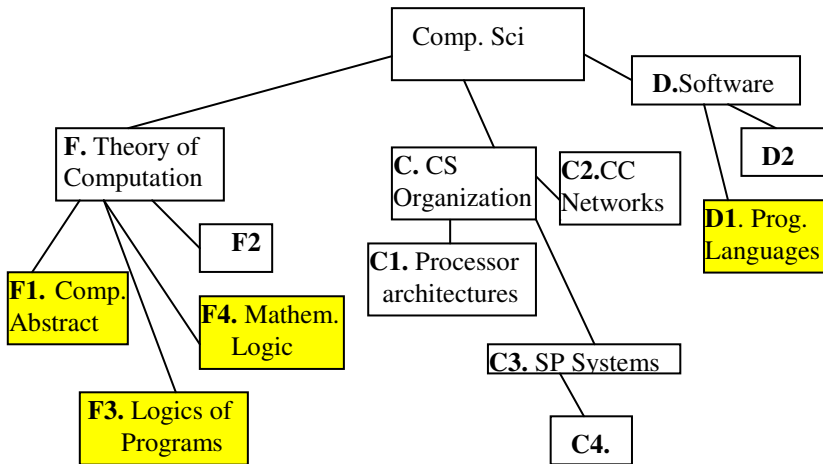 Comp. Sci
D.Software
F. Theory of
Computation
C. CS
Organization
C2.CC
Networks
D2
D1. Prog.
Languages
F2
C1. Processor
architectures
F1. Comp.
Abstract
F4. Mathem.
Logic
C3. SP Systems
F3. Logics of
Programs
C4.